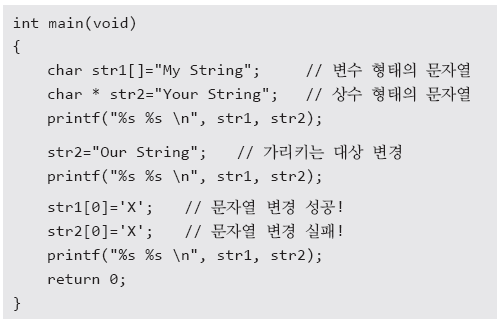 int main(void)
{
    char str1[]="My String";     // 변수 형태의 문자열
    char * str2="Your String";   // 상수 형태의 문자열
    printf("%s %s \n", str1, str2);
    str2="Our String";   // 가리키는 대상 변경
    printf("%s %s \n", str1, str2);
    str1[0]='X';   // 문자열 변경 성공!
    str2[0]='X';   // 문자열 변경 실패!
    printf("%s %s \n", str1, str2);
    return 0;
}